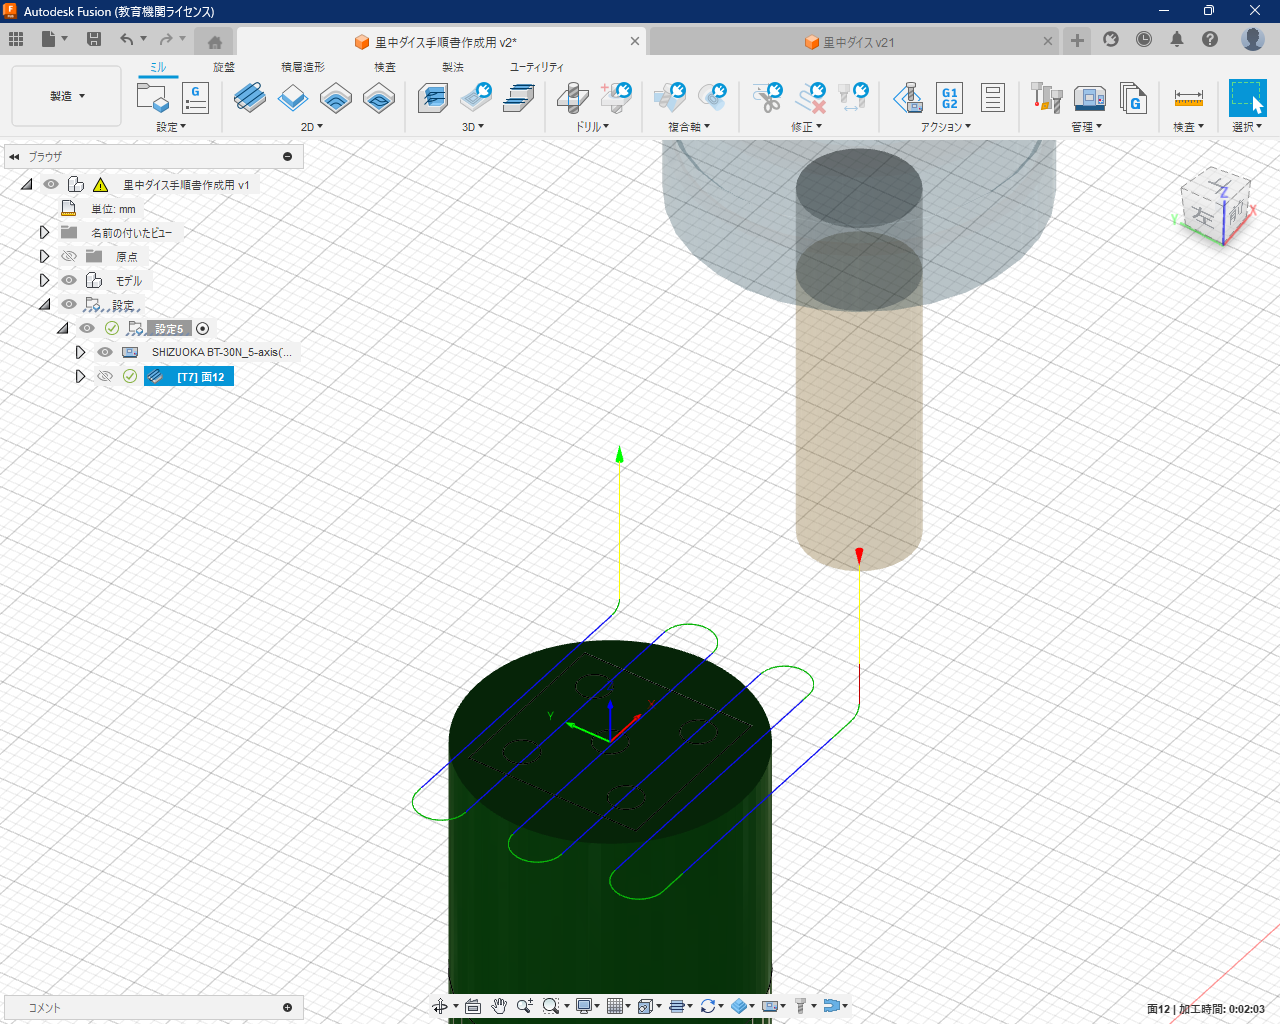 Autodesk Fusion (教育機関ライセンス)
里中ダイス手順書作成用 v2*
里中ダイス v21
ミル 旋盤 積層造形 検査 製法 ユーティリティ
製造
G
G1
G2
G
設定 2D 3D ドリル 複合軸 修正 アクション 管理 検査 選択
ブラウザ
里中ダイス手順書作成用 v1
単位: mm
名前の付いたビュー
原点
モデル
設定
設定5
SHIZUOKA BT-30N_5-axis(...
[T7] 面12
Z
X
Y
上
左
前
X
Y
コメント
面12 | 加工時間: 0:02:03